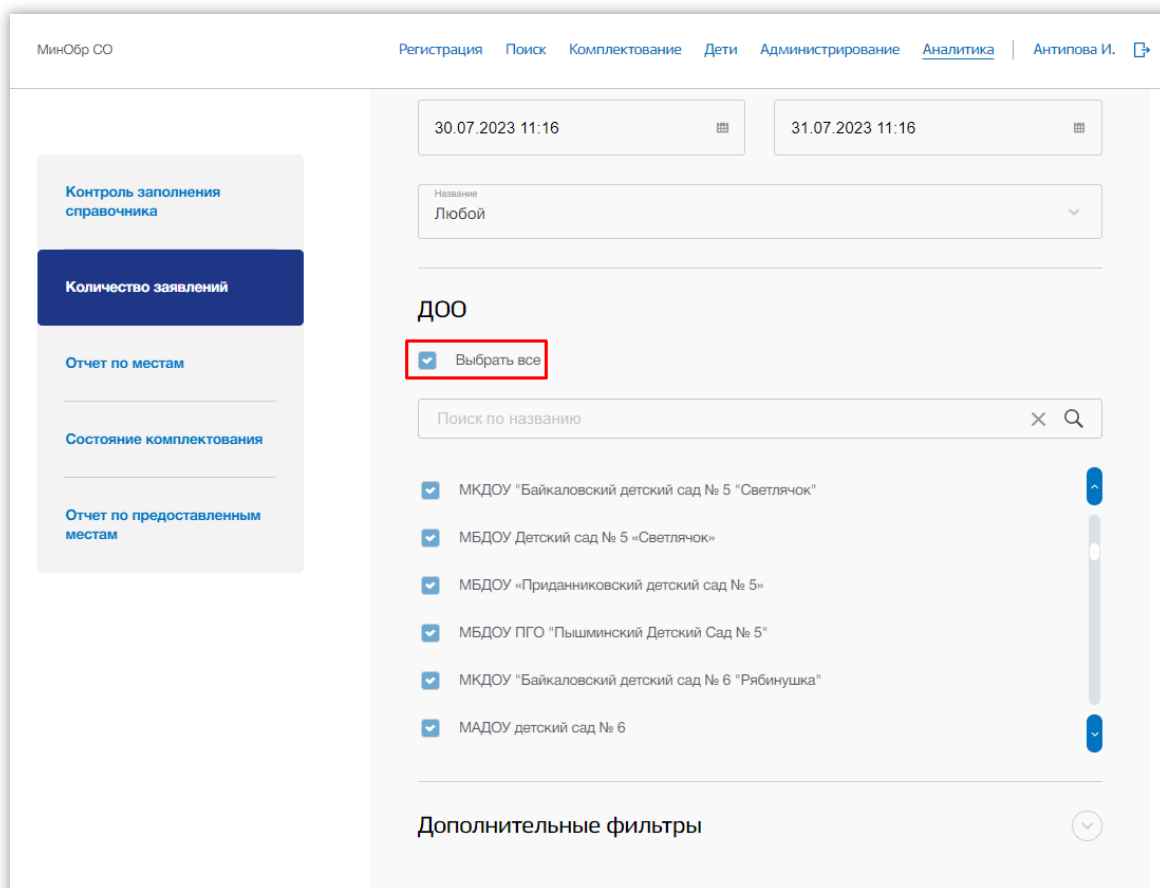 МинОбр СО
Регистрация Поиск Комплектование Дети Администрирование Аналитика Антипова И.
Контроль заполнения
справочника
Количество заявлений
Отчет по местам
Состояние комплектования
Отчет по предоставленным
местам
30.07.2023 11:16
31.07.2023 11:16
Название
Любой
ДОО
Выбрать все
Поиск по названию
МКДОУ "Байкаловский детский сад № 5 "Светлячок"
МБДОУ Детский сад № 5 «Светлячок»
МБДОУ «Приданниковский детский сад № 5»
МБДОУ ПГО "Пышминский Детский Сад № 5"
МКДОУ "Байкаловский детский сад № 6 "Рябинушка"
МАДОУ детский сад № 6
Дополнительные фильтры